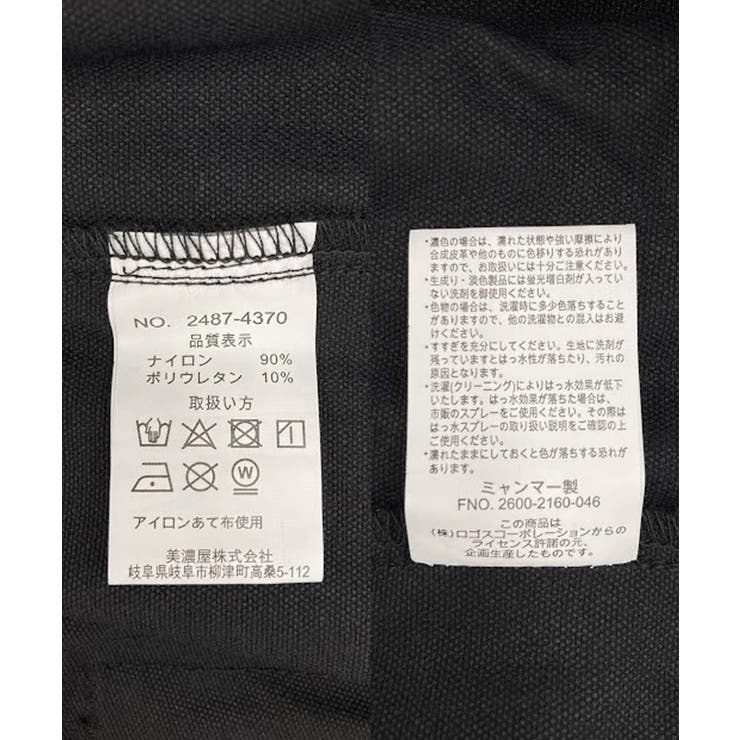 NO. 2487-4370
品質表示
ナイロン 90%
ポリウレタン 10%
取扱い方
W
アイロンあて布使用
美濃屋株式会社
岐阜県岐阜市柳津町高桑5-112
・濃色の場合は、濡れた状態や強い摩擦により
合成皮革や他のものに色移りする恐れがあ
りますので、お取扱いには十分ご注意ください。
・生成り・淡色製品には蛍光増白剤が入って
いない洗剤を御使用ください。
・色物の場合は、洗濯時に多少色落ちすることが
ありますので、他の洗濯物との混入はお避
けください。
・すすぎを充分にしてください。生地に洗剤が
残っていますとはっ水性が落ちたり、汚れの
原因となります。
・洗濯(クリーニング)によりはっ水効果が低下
いたします。はっ水効果が落ちた場合は、
市販のスプレーをご使用ください。その際は
はっ水スプレーの取り扱い説明をご確認の上
ご使用ください。
・濡れたままにしておくと色が落ちる恐れが
あります。
ミャンマー製
FNO. 2600-2160-046
この商品は
(株)ロゴスコーポレーションからの
ライセンス許諾の元、
企画生産したものです。